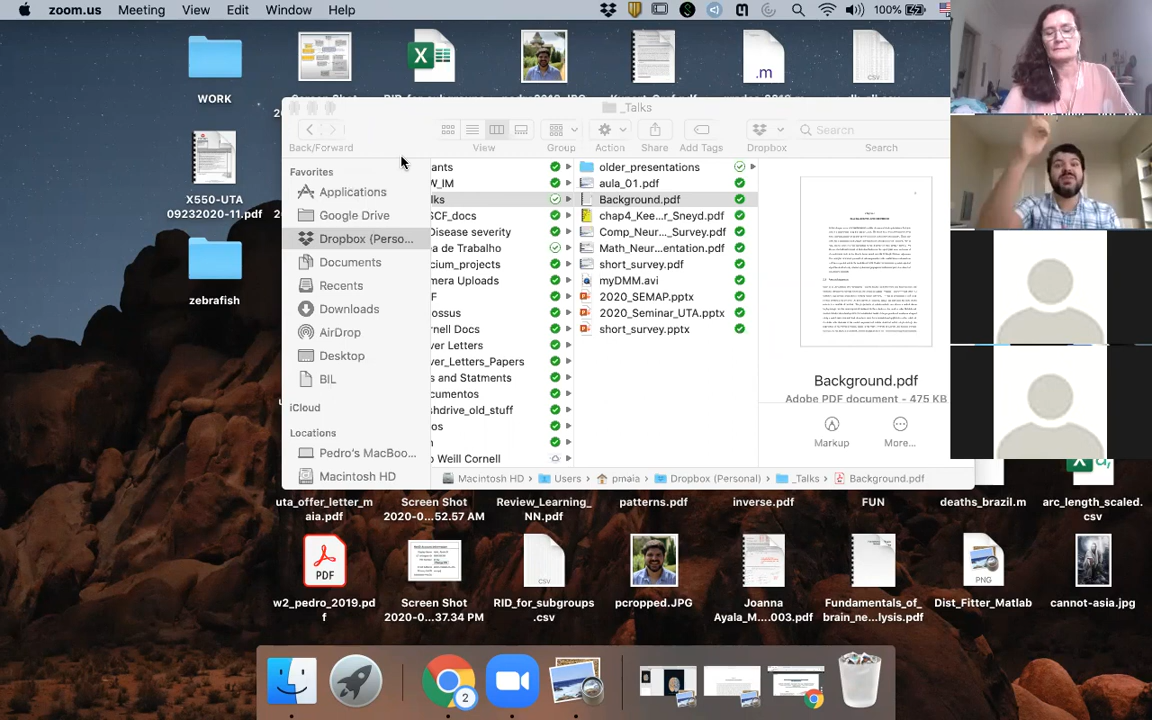 zoom.us Meeting View Edit Window Help
100%
WORK
X550-UTA
09232020-11.pdf
zebrafish
.m
CSV
_Talks
Back/Forward
View
Group
Action
Share
Add Tags
Dropbox
Search
Search
Favorites
Applications
Google Drive
Dropbox (Perso...
Documents
Recents
Downloads
AirDrop
Desktop
BIL
iCloud
Locations
Pedro's MacBoo...
Macintosh HD
ants
W_IM
lks
SCF_docs
Disease severity
na de Trabalho
cium_projects
mera Uploads
F
ossus
rnell Docs
ver Letters
ver_Letters_Papers
s and Statments
cumentos
shdrive_old_stuff
os
n
o Weill Cornell
older_presentations
aula_01.pdf
Background.pdf
chap4_Kee...r_Sneyd.pdf
Comp_Neur..._Survey.pdf
Math_Neur...entation.pdf
short_survey.pdf
myDMM.avi
2020_SEMAP.pptx
2020_Seminar_UTA.pptx
short_survey.pptx
Background.pdf
Adobe PDF document - 475 KB
Markup
More...
Macintosh HD
Users
pmaia
Dropbox (Personal)
_Talks
Background.pdf
uta_offer_letter_m
aia.pdf
Screen Shot
2020-0...52.57 AM
Review_Learning_
NN.pdf
patterns.pdf
inverse.pdf
FUN
deaths_brazil.m
arc_length_scaled.
csv
PDF
CSV
PNG
w2_pedro_2019.pd
f
Screen Shot
2020-0...37.34 PM
RID_for_subgroups
.csv
pcropped.JPG
Joanna
Ayala_M....003.pdf
Fundamentals_of_
brain_ne...lysis.pdf
Dist_Fitter_Matlab
cannot-asia.jpg
2